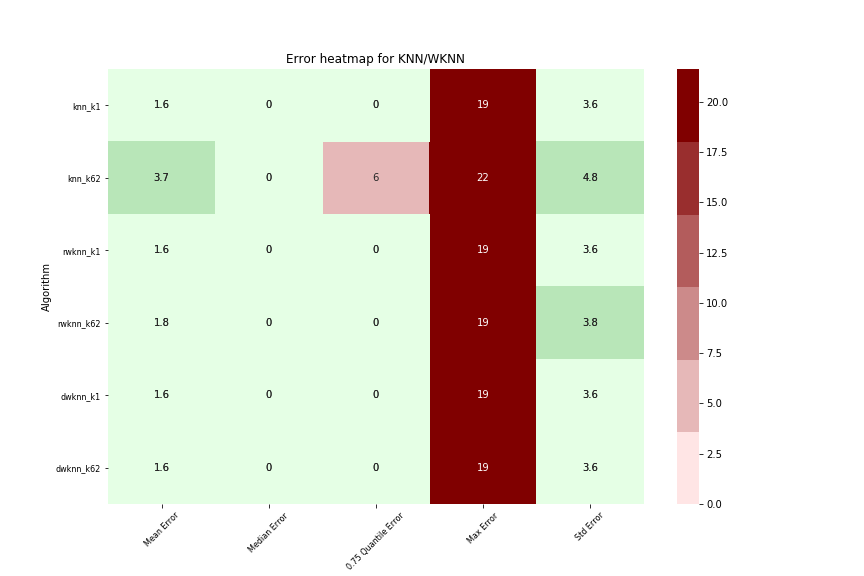 Error heatmap for KNN/WKNN
knn_k1 1.6 0 0 19 3.6
knn_k62 3.7 0 6 22 4.8
rwknn_k1 1.6 0 0 19 3.6
rwknn_k62 1.8 0 0 19 3.8
dwknn_k1 1.6 0 0 19 3.6
dwknn_k62 1.6 0 0 19 3.6
Algorithm
Mean Error
Median Error
0.75 Quantile Error
Max Error
Std Error
20.0
17.5
15.0
12.5
10.0
7.5
5.0
2.5
0.0